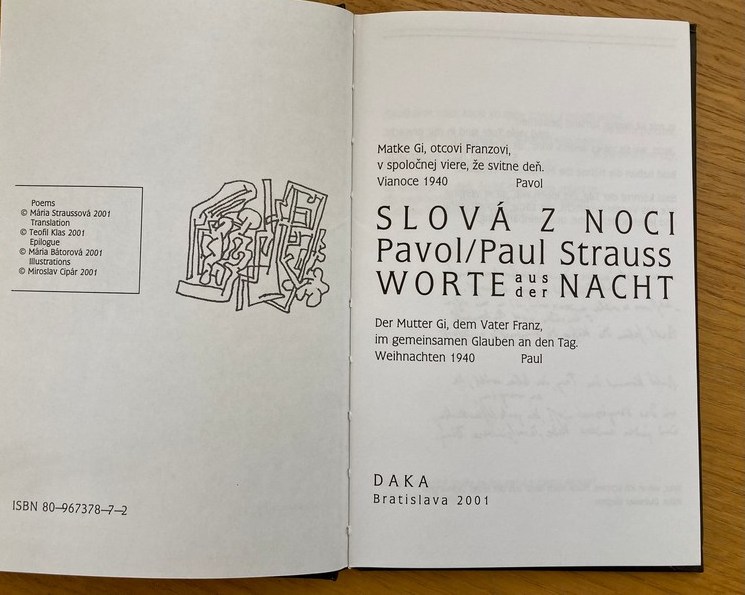 Poems
© Mária Straussová 2001
Translation
© Teofil Klas 2001
Epilogue
© Mária Bátorová 2001
Illustrations
© Miroslav Cipár 2001
ISBN 80–967378–7–2
Matke Gi, otcovi Franzovi,
v spoločnej viere, že svitne deň.
Vianoce 1940 Pavol
SLOVÁ Z NOCI
Pavol/Paul Strauss
WORTE aus der NACHT
Der Mutter Gi, dem Vater Franz,
im gemeinsamen Glauben an den Tag.
Weihnachten 1940 Paul
DAKA
Bratislava 2001